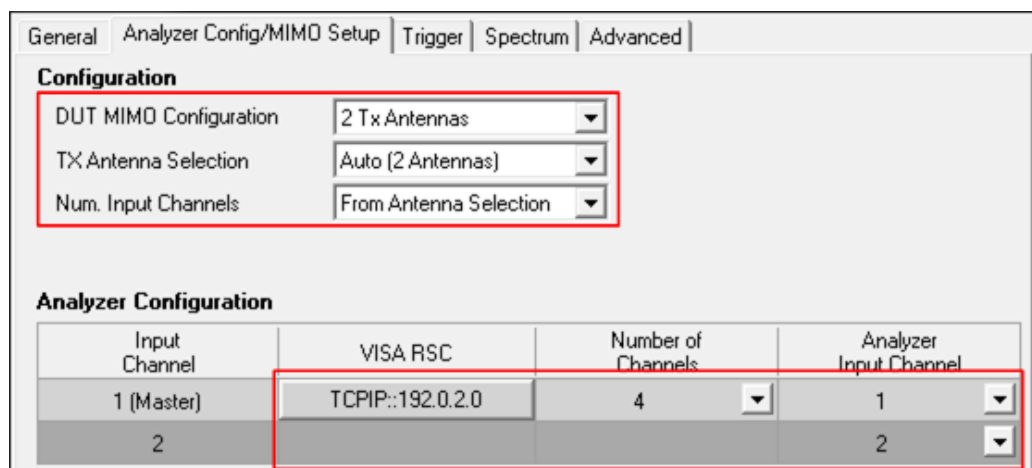 General Analyzer Config/MIMO Setup Trigger Spectrum Advanced
Configuration
DUT MIMO Configuration 2 Tx Antennas
TX Antenna Selection Auto (2 Antennas)
Num. Input Channels From Antenna Selection
Analyzer Configuration
Input Channel VISA RSC Number of Channels Analyzer Input Channel
1 (Master) TCPIP::192.0.2.0 4 1
2 2